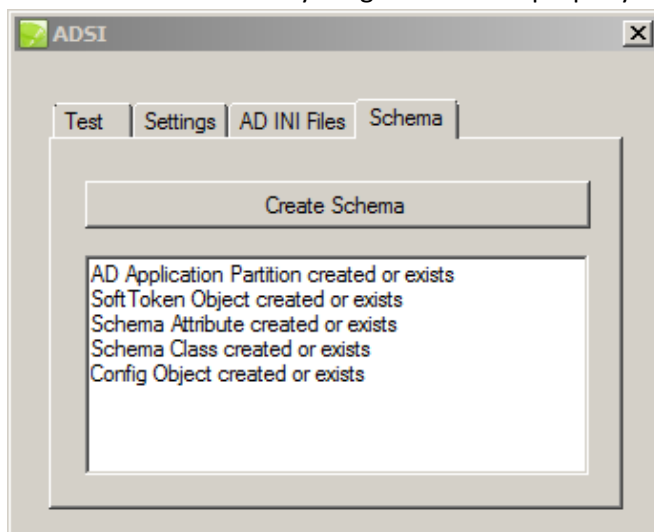 ADSI
Test Settings AD INI Files Schema
Create Schema
AD Application Partition created or exists
SoftToken Object created or exists
Schema Attribute created or exists
Schema Class created or exists
Config Object created or exists